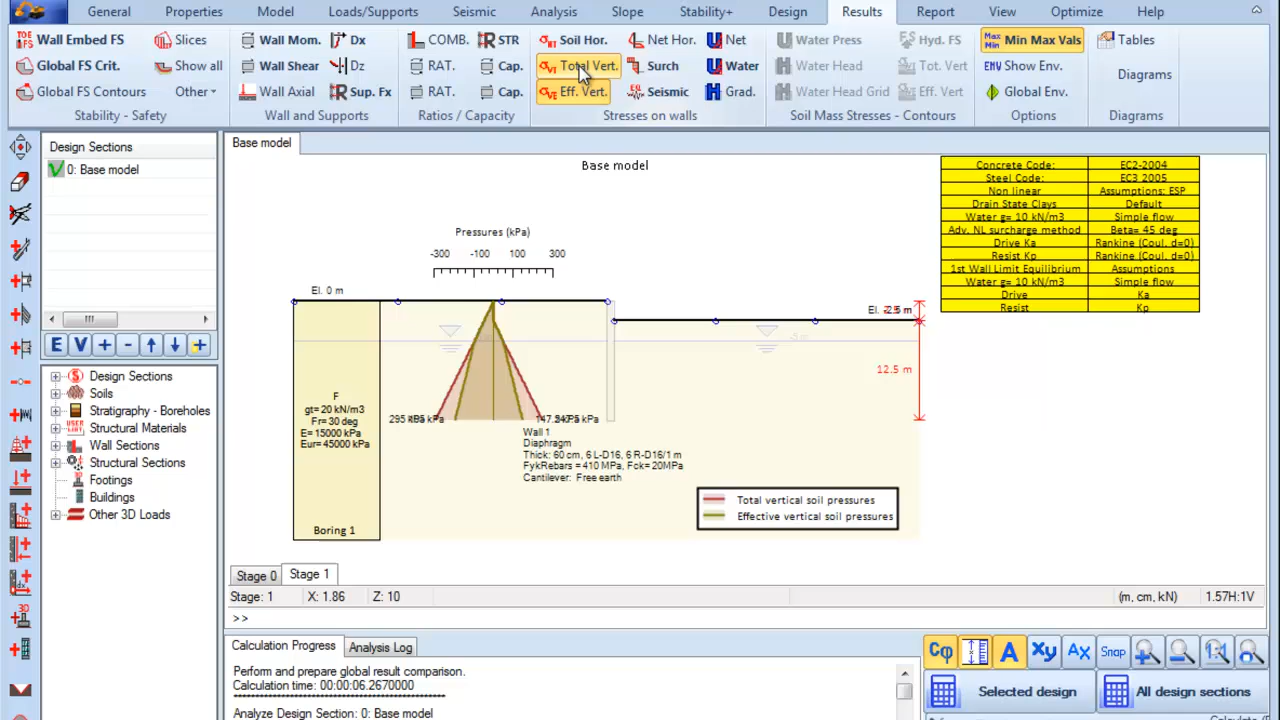 General Properties Model Loads/Supports Seismic Analysis Slope Stability+ Design Results Report View Optimize Help
TOE FS Wall Embed FS Slices Wall Mom. Dx COMB. STR Soil Hor. Net Hor. Net Water Press Hyd. FS Max Min Min Max Vals Tables
Global FS Crit. Show all Wall Shear Dz RAT. Cap. Total Vert. Surch Water Water Head Tot. Vert ENV Show Env. Diagrams
Global FS Contours Other Wall Axial Sup. Fx RAT. Cap. Eff. Vert. Seismic Grad. Water Head Grid Eff. Vert Global Env.
Stability - Safety Wall and Supports Ratios / Capacity Stresses on walls Soil Mass Stresses - Contours Options Diagrams
Design Sections
0: Base model
E V + - ↑ ↓ +
Design Sections
Soils
Stratigraphy - Boreholes
Structural Materials
Wall Sections
Structural Sections
Footings
Buildings
Other 3D Loads
Base model
Base model
Concrete Code: EC2-2004
Steel Code: EC3 2005
Non linear Assumptions: ESP
Drain State Clays Default
Water g= 10 kN/m3 Simple flow
Adv. NL surcharge method Beta= 45 deg
Drive Ka Rankine (Coul. d=0)
Resist Kp Rankine (Coul. d=0)
1st Wall Limit Equilibrium Assumptions
Water g= 10 kN/m3 Simple flow
Drive Ka
Resist Kp
Pressures (kPa)
-300 -100 100 300
El. 0 m
El. -2.5 m
12.5 m
F
gt= 20 kN/m3
Fr= 30 deg
E= 15000 kPa
Eur= 45000 kPa
Boring 1
Wall 1
Diaphragm
Thick: 60 cm, 6 L-D16, 6 R-D16/1 m
FykRebars = 410 MPa, Fck= 20MPa
Cantilever: Free earth
Total vertical soil pressures
Effective vertical soil pressures
Stage 0 Stage 1
Stage: 1 X: 1.86 Z: 10 (m, cm, kN) 1.57H:1V
>>
Calculation Progress Analysis Log
Perform and prepare global result comparison.
Calculation time: 00:00:06.2670000
Analyze Design Section: 0: Base model
Cφ A Xy Ax Snap 1:1
Selected design All design sections